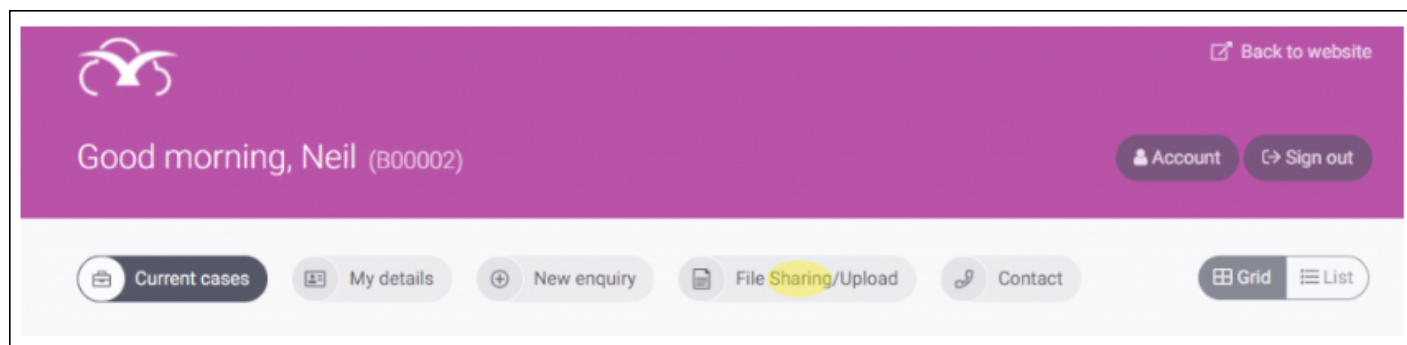 Back to website
Good morning, Neil (B00002)
Account
Sign out
Current cases
My details
New enquiry
File Sharing/Upload
Contact
Grid
List